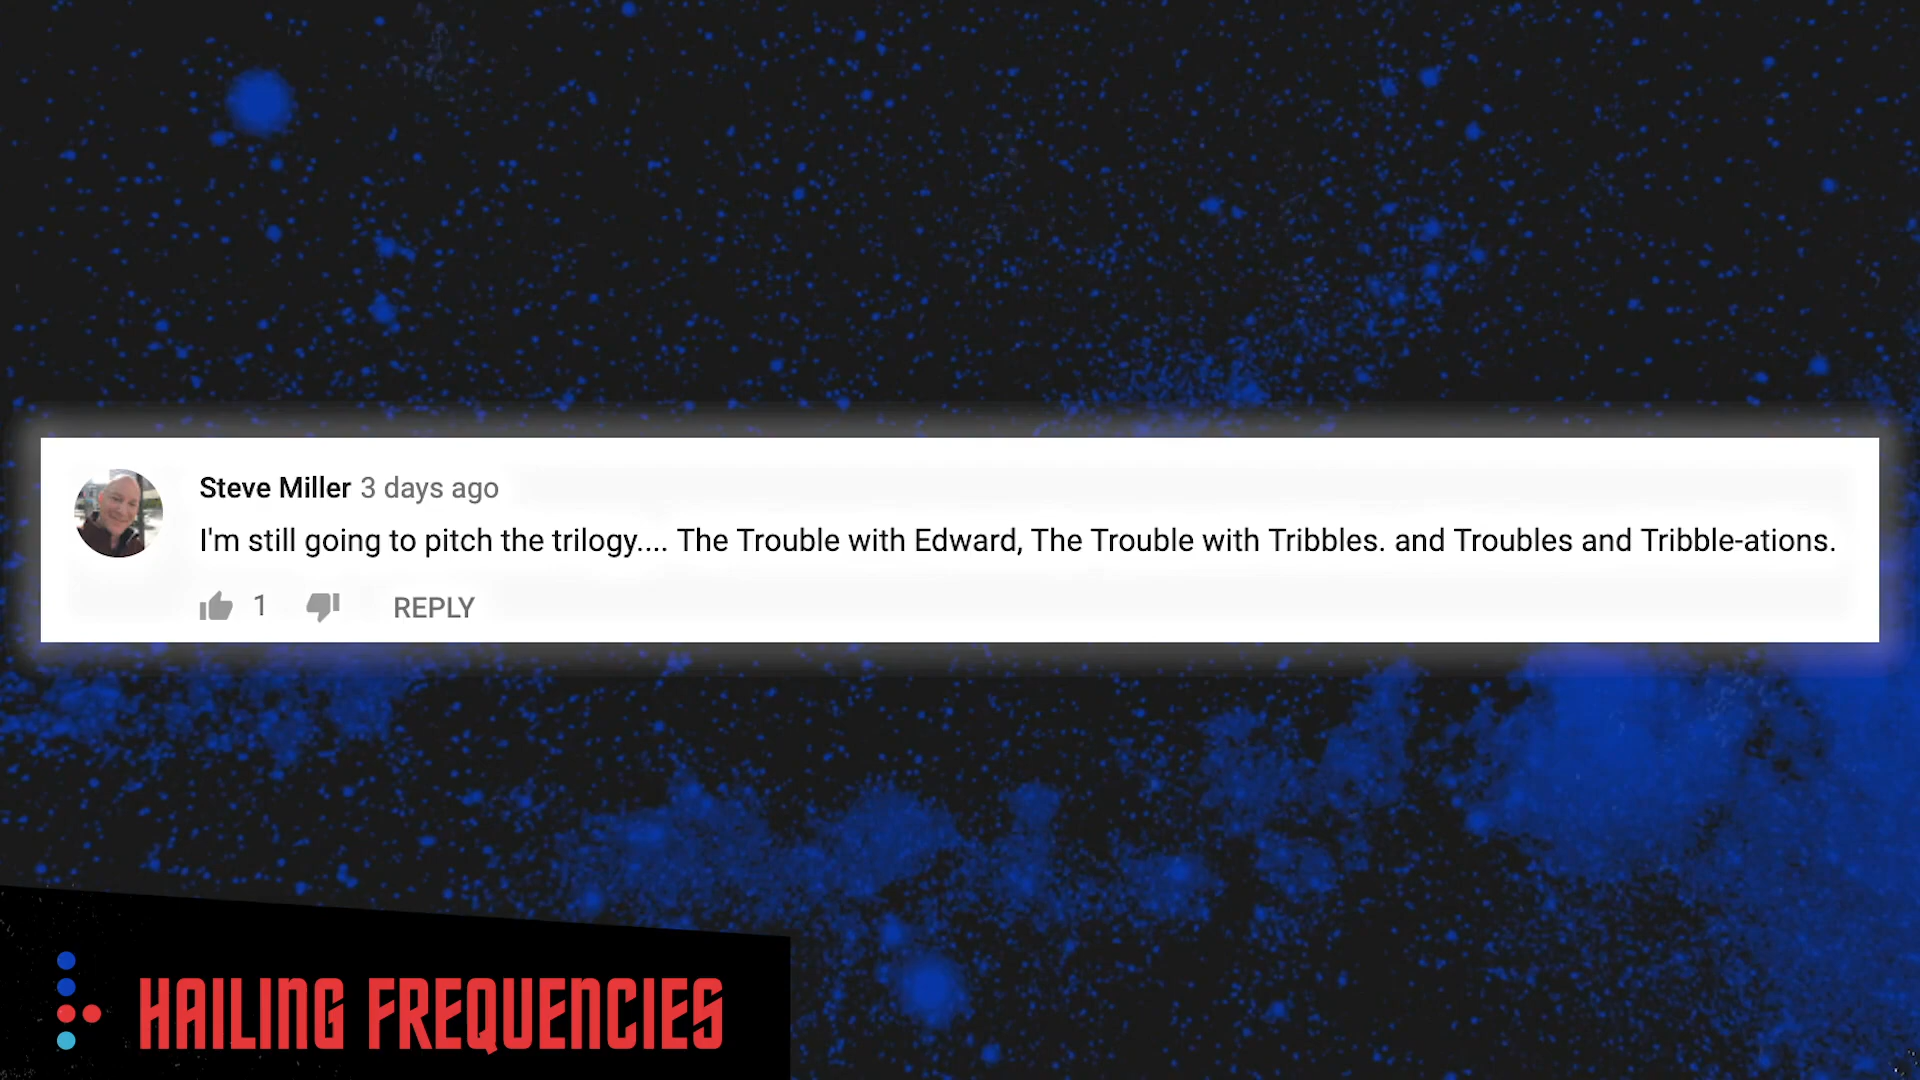 Steve Miller 3 days ago
I'm still going to pitch the trilogy.... The Trouble with Edward, The Trouble with Tribbles. and Troubles and Tribble-ations.
1 REPLY
HAILING FREQUENCIES